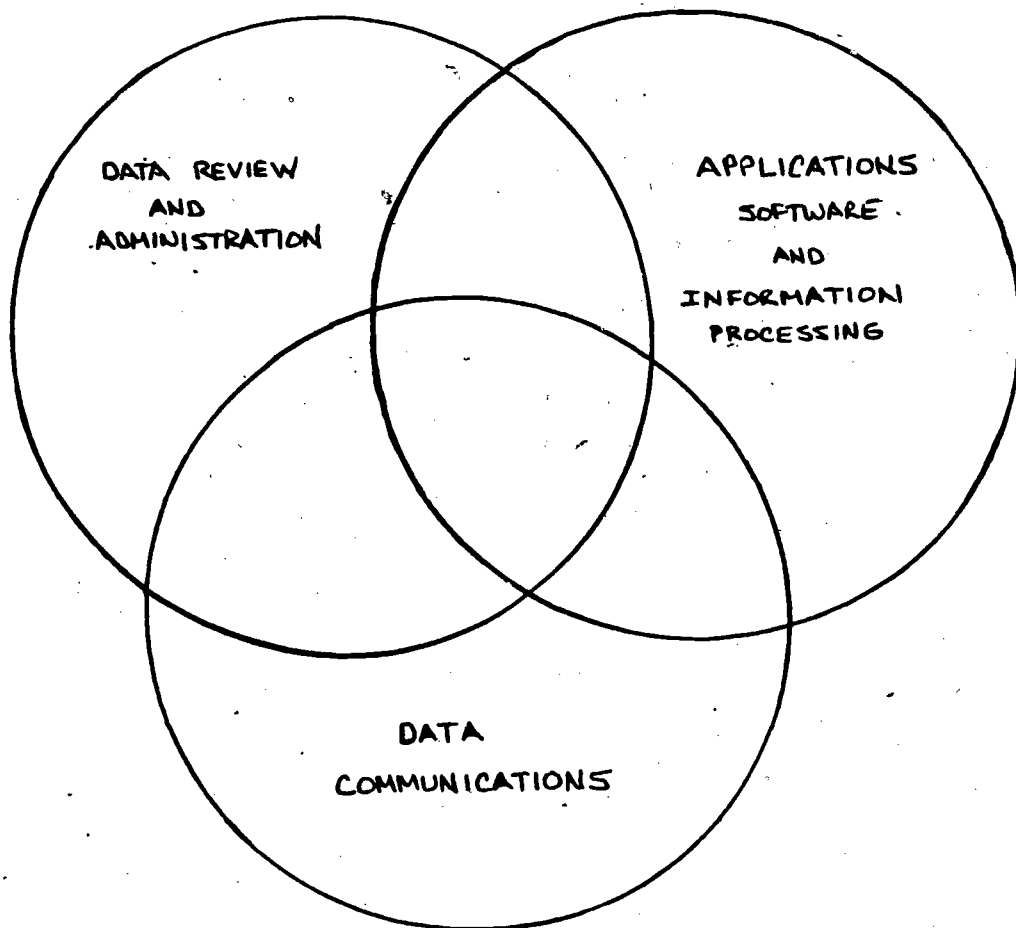 DATA REVIEW
AND
ADMINISTRATION
APPLICATIONS
SOFTWARE
AND
INFORMATION
PROCESSING
DATA
COMMUNICATIONS